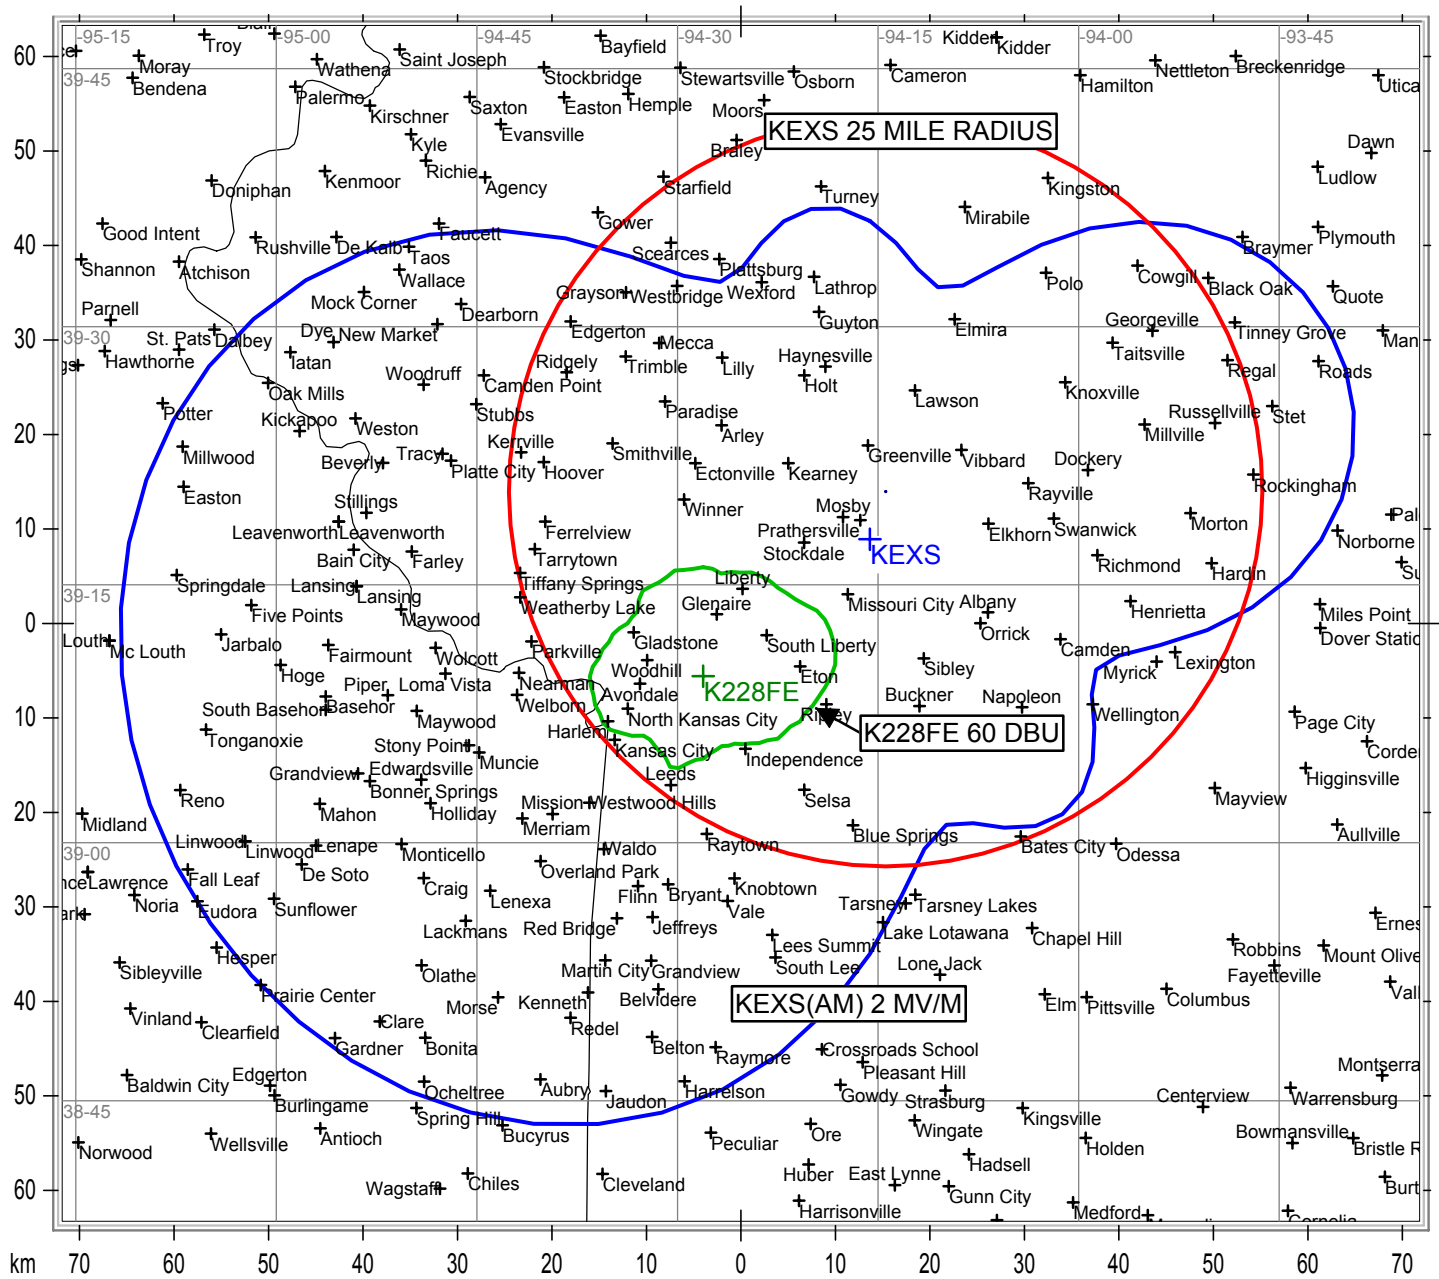 -95-15
-95-00
-94-45
-94-30
-94-15
-94-00
-93-45
Troy
Bayfield
Kidder
Kidder
60
Moray
Wathena
Saint Joseph
Stockbridge
Stewartsville
Osborn
Cameron
Nettleton
Breckenridge
39-45
Bendena
Palermo
Saxton
Easton
Hemple
Moors
Hamilton
Utica
Kirschner
Evansville
KEXS 25 MILE RADIUS
Kyle
Braley
Dawn
50
Richie
Kenmoor
Agency
Starfield
Turney
Kingston
Ludlow
Doniphan
Gower
Mirabile
Good Intent
Rushville
De Kalb
Faucett
Scearces
Braymer
Plymouth
40
Taos
Shannon
Atchison
Wallace
Plattsburg
Lathrop
Polo
Cowgill
Black Oak
Quote
Mock Corner
Dearborn
Grayson
Westbridge
Wexford
Parnell
Guyton
Elmira
Georgeville
Tinney Grove
30
39-30
St. Pats
Dalbey
Dye
New Market
Edgerton
Mecca
Taitsville
Man
Hawthorne
Iatan
Ridgely
Trimble
Lilly
Haynesville
Holt
Regal
Roads
gs
Oak Mills
Woodruff
Camden Point
Lawson
Knoxville
Potter
Kickapoo
Weston
Stubbs
Paradise
Arley
Russellville
Stet
Millville
20
Millwood
Beverly
Tracy
Platte City
Kerrville
Hoover
Smithville
Ectonville
Kearney
Greenville
Vibbard
Dockery
Easton
Stillings
Winner
Rayville
Rockingham
Mosby
10
Leavenworth
Leavenworth
Ferrelview
Prathersville
Elkhorn
Swanwick
Morton
Pal
Bain City
Farley
Tarrytown
Stockdale
KEXS
Richmond
Hardin
Norborne
Su
39-15
Springdale
Lansing
Lansing
Tiffany Springs
Liberty
Five Points
Maywood
Weatherby Lake
Glenaire
Missouri City
Albany
Henrietta
Miles Point
0
Louth
Mc Louth
Jarbalo
Fairmount
Wolcott
Parkville
Gladstone
South Liberty
Orrick
Camden
Dover Static
Hoge
Woodhill
Eton
Sibley
Myrick
Lexington
Piper
Loma Vista
Nearman
Avondale
K228FE
Buckner
Napoleon
10
South Basehor
Basehor
Maywood
Welborn
North Kansas City
Ripley
Wellington
Page City
Tonganoxie
Stony Point
Harlem
Kansas City
Independence
K228FE 60 DBU
Corde
Muncie
Grandview
Edwardsville
Bonner Springs
Leeds
Higginsville
Reno
Mahon
Holliday
Mission
Westwood Hills
Selsa
Mayview
20
Midland
Merriam
Raytown
Blue Springs
Bates City
Aullville
39-00
Linwood
Linwood
Lenape
Monticello
Waldo
Odessa
nce
Lawrence
Fall Leaf
De Soto
Craig
Overland Park
Flinn
Bryant
Knobtown
30
Noria
Eudora
Sunflower
Lenexa
Vale
Tarsney
Tarsney Lakes
Ernes
ark
Lackmans
Red Bridge
Jeffreys
Lake Lotawana
Chapel Hill
Hesper
Lees Summit
Robbins
Mount Olive
Sibleyville
Olathe
Martin City
Grandview
South Lee
Lone Jack
Fayetteville
40
Vinland
Prairie Center
Morse
Kenneth
Belvidere
KEXS(AM) 2 MV/M
Elm
Pittsville
Columbus
Vall
Clearfield
Clare
Redel
Gardner
Bonita
Belton
Raymore
Crossroads School
Pleasant Hill
Montserra
50
Baldwin City
Edgerton
Ocheltree
Aubry
Harrelson
Gowdy
Strasburg
Centerview
Warrensburg
38-45
Burlingame
Jaudon
Spring Hill
Kingsville
Norwood
Wellsville
Antioch
Bucyrus
Peculiar
Ore
Wingate
Holden
Bowmansville
Bristle R
Huber
Hadsell
60
Wagstaff
Chiles
Cleveland
East Lynne
Burt
Harrisonville
Gunn City
Medford
Cornelia
km 70 60 50 40 30 20 10 0 10 20 30 40 50 60 70